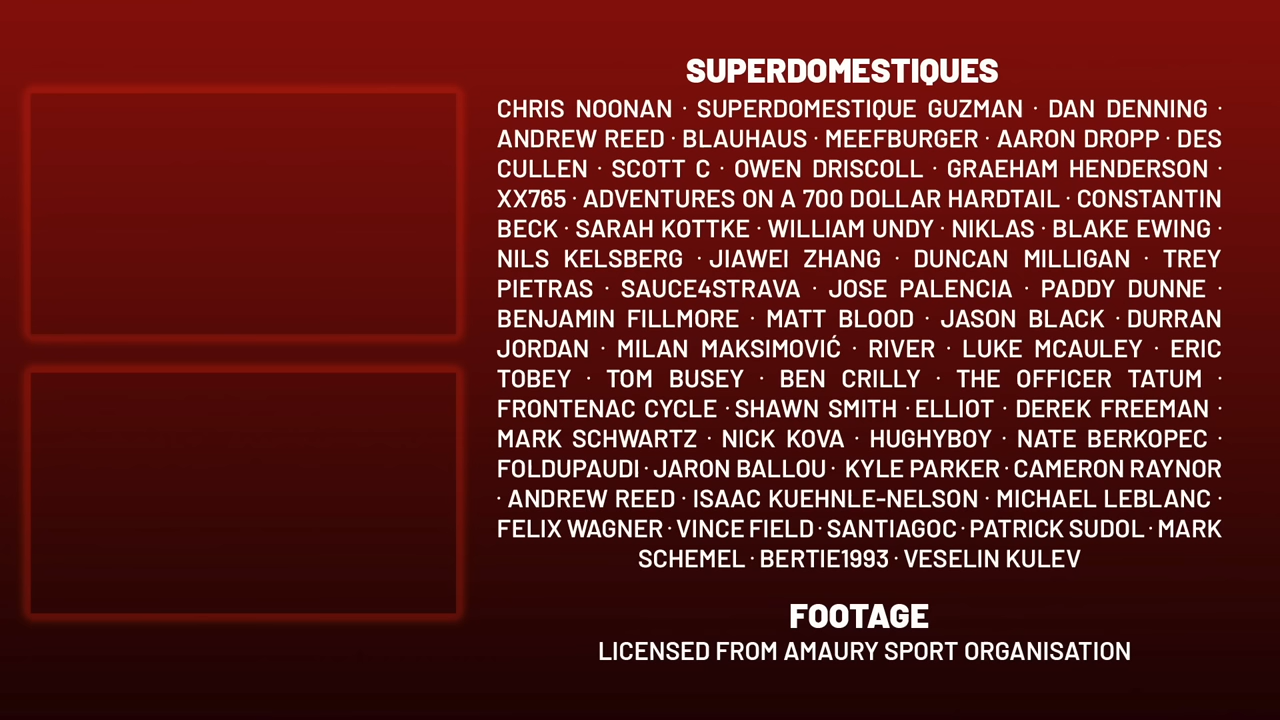 SUPERDOMESTIQUES
CHRIS NOONAN · SUPERDOMESTIQUE GUZMAN · DAN DENNING ·
ANDREW REED · BLAUHAUS · MEEFBURGER · AARON DROPP · DES
CULLEN · SCOTT C · OWEN DRISCOLL · GRAEHAM HENDERSON ·
XX765 · ADVENTURES ON A 700 DOLLAR HARDTAIL · CONSTANTIN
BECK · SARAH KOTTKE · WILLIAM UNDY · NIKLAS · BLAKE EWING ·
NILS KELSBERG · JIAWEI ZHANG · DUNCAN MILLIGAN · TREY
PIETRAS · SAUCE4STRAVA · JOSE PALENCIA · PADDY DUNNE ·
BENJAMIN FILLMORE · MATT BLOOD · JASON BLACK · DURRAN
JORDAN · MILAN MAKSIMOVIĆ · RIVER · LUKE MCAULEY · ERIC
TOBEY · TOM BUSEY · BEN CRILLY · THE OFFICER TATUM ·
FRONTENAC CYCLE · SHAWN SMITH · ELLIOT · DEREK FREEMAN ·
MARK SCHWARTZ · NICK KOVA · HUGHYBOY · NATE BERKOPEC ·
FOLDUPAUDI · JARON BALLOU · KYLE PARKER · CAMERON RAYNOR
· ANDREW REED · ISAAC KUEHNLE-NELSON · MICHAEL LEBLANC ·
FELIX WAGNER · VINCE FIELD · SANTIAGOC · PATRICK SUDOL · MARK
SCHEMEL · BERTIE1993 · VESELIN KULEV
FOOTAGE
LICENSED FROM AMAURY SPORT ORGANISATION